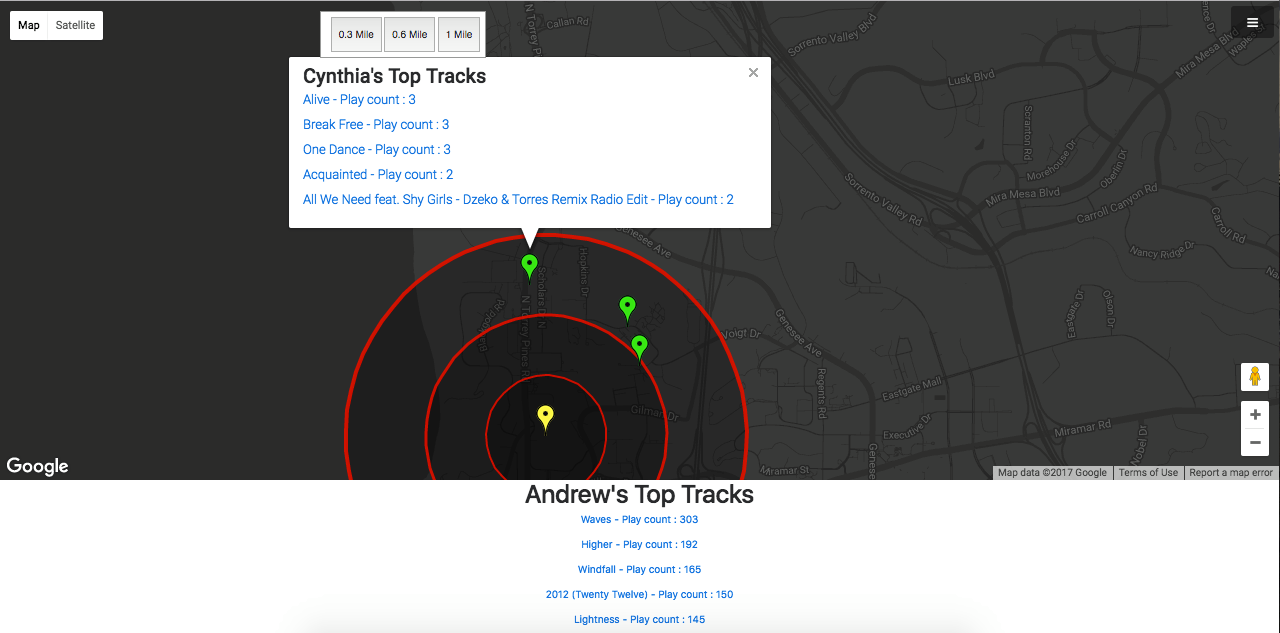 Map Satellite
0.3 Mile 0.6 Mile 1 Mile
Cynthia's Top Tracks
Alive - Play count : 3
Break Free - Play count : 3
One Dance - Play count : 3
Acquainted - Play count : 2
All We Need feat. Shy Girls - Dzeko & Torres Remix Radio Edit - Play count : 2
Callan Rd
Sorrento Valley Blvd
Mira Mesa Blvd
Lusk Blvd
Scranton Rd
Morehouse Dr
Oberlin Dr
Mira Mesa Blvd
Sorrento Valley Rd
Carroll Canyon Rd
Carroll Rd
Nancy Ridge Dr
Genesee Ave
Hopkins Dr
Scholars Dr N
N Torrey Pines R
Voigt Dr
Genesee Ave
Eastgate Dr
Olson Dr
Regents Rd
Eastgate Mall
Gilman Dr
Executive Dr
Miramar Rd
Nobel Dr
Miramar St
Genese
Google
Map data ©2017 Google Terms of Use Report a map error
Andrew's Top Tracks
Waves - Play count : 303
Higher - Play count : 192
Windfall - Play count : 165
2012 (Twenty Twelve) - Play count : 150
Lightness - Play count : 145